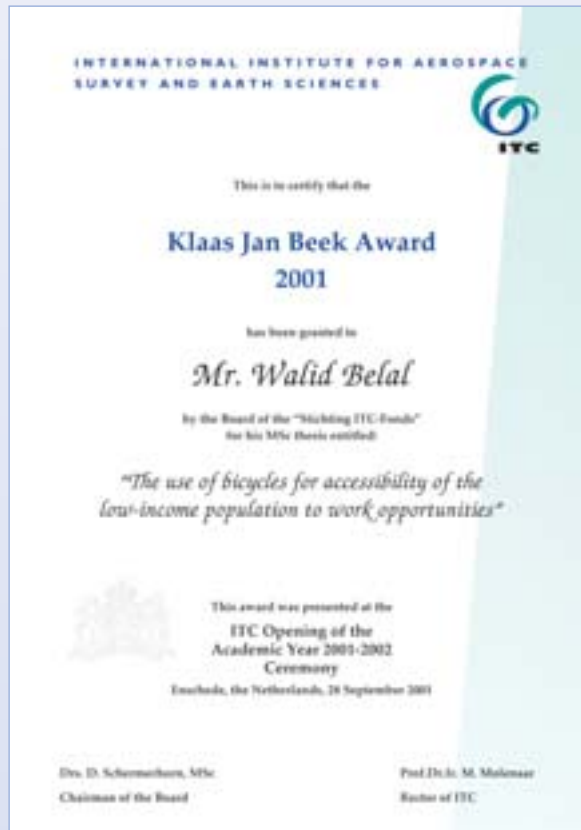 INTERNATIONAL INSTITUTE FOR AEROSPACE
SURVEY AND EARTH SCIENCES
ITC
This is to certify that the
Klaas Jan Beek Award
2001
has been granted to
Mr. Walid Belal
by the Board of the "Stichting ITC-Fonds"
for his MSc thesis entitled:
"The use of bicycles for accessibility of the
low-income population to work opportunities"
This award was presented at the
ITC Opening of the
Academic Year 2001-2002
Ceremony
Enschede, the Netherlands, September 2001
Drs. D. Schermerhorn, MSc
Prof.Dr.Ir. M. Molenaar
Chairman of the Board
Rector of ITC